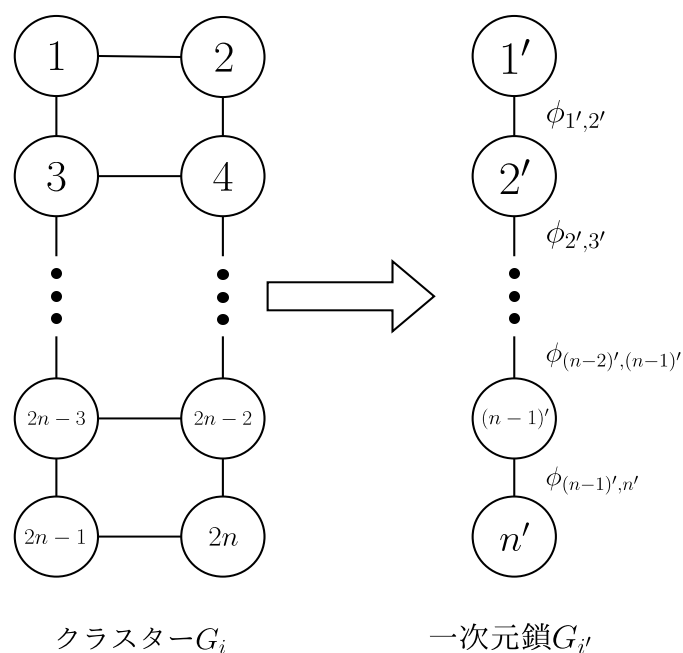 1 2 1′
ϕ1′,2′
3 4 2′
ϕ2′,3′
ϕ(n−2)′,(n−1)′
2n − 3 2n − 2 (n − 1)′
ϕ(n−1)′,n′
2n − 1 2n n′
クラスターGi 一次元鎖Gi′